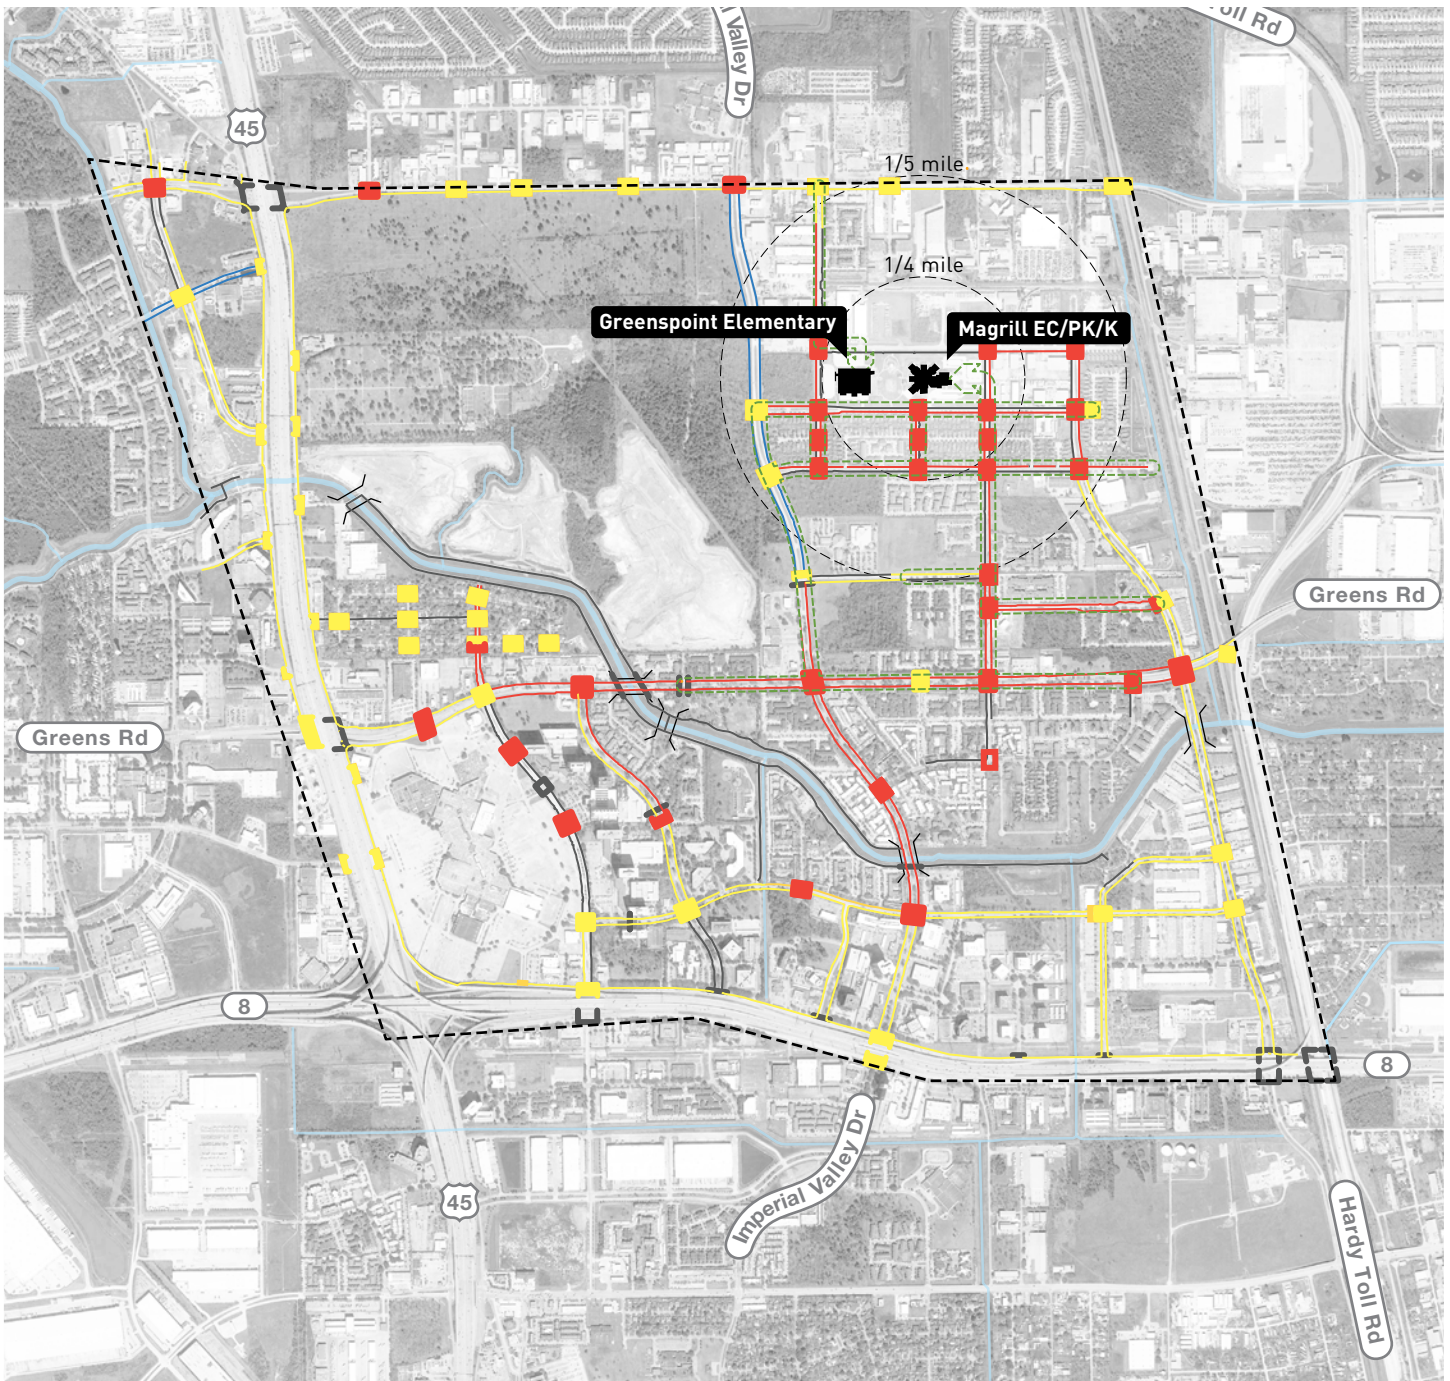 l Valley Dr
oll Rd
45
1/5 mile
1/4 mile
Greenspoint Elementary
Magrill EC/PK/K
Greens Rd
Greens Rd
8
8
45
Imperial Valley Dr
Hardy Toll Rd